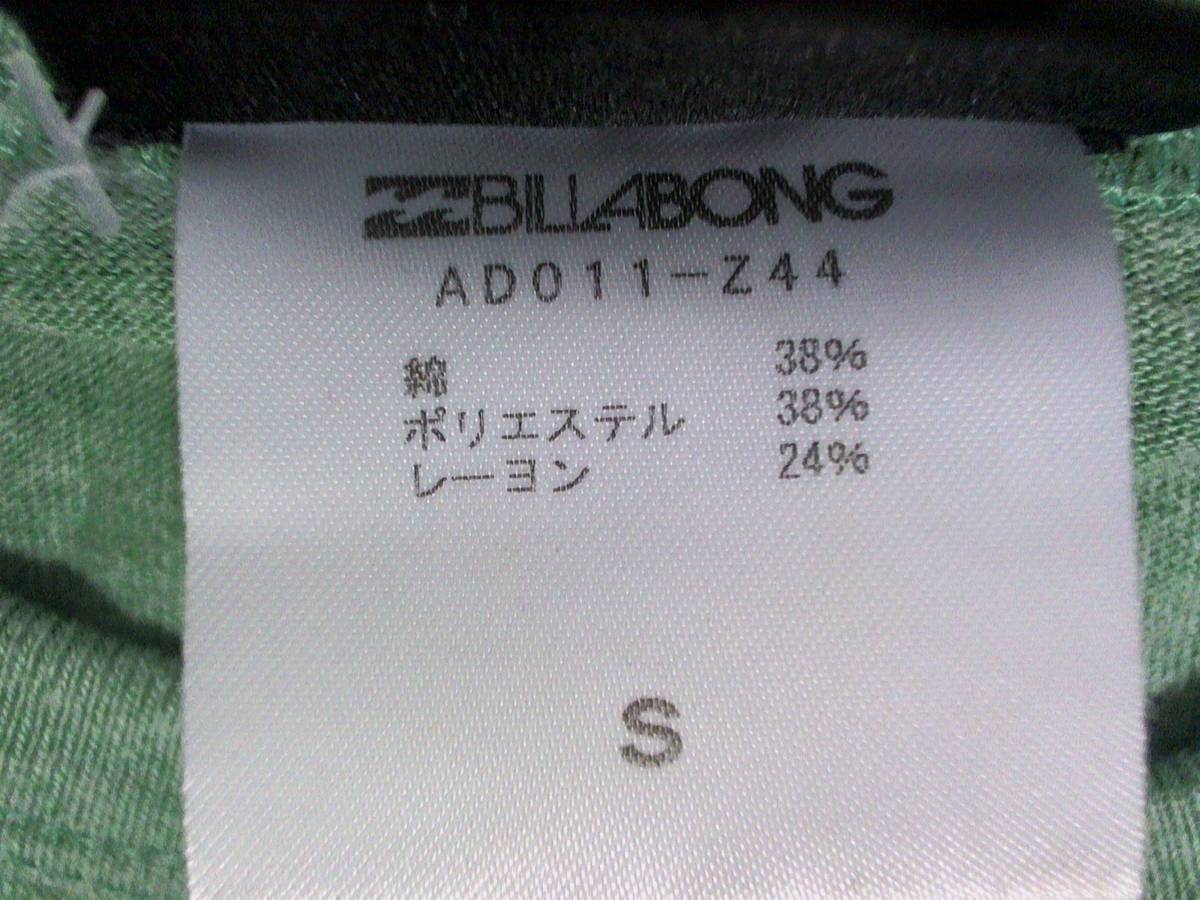 BILLABONG
AD011-Z44
綿 38%
ポリエステル 38%
レーヨン 24%
S